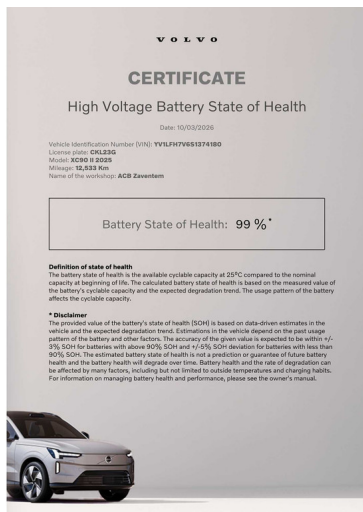 VOLVO
CERTIFICATE
High Voltage Battery State of Health
Date: 10/03/2026
Vehicle Identification Number (VIN): YV1LFH7V6S1374180
License plate: CKL23G
Model: XC90 II 2025
Mileage: 12,533 Km
Name of the workshop: ACB Zaventem
Battery State of Health: 99 %*
Definition of state of health
The battery state of health is the available cyclable capacity at 25°C compared to the nominal
capacity at beginning of life. The calculated battery state of health is based on the measured value of
the battery's cyclable capacity and the expected degradation trend. The usage pattern of the battery
affects the cyclable capacity.
* Disclaimer
The provided value of the battery's state of health (SOH) is based on data-driven estimates in the
vehicle and the expected degradation trend. Estimations in the vehicle depend on the past usage
pattern of the battery and other factors. The accuracy of the given value is expected to be within +/-
3% SOH for batteries with above 90% SOH and +/-5% SOH deviation for batteries with less than
90% SOH. The estimated battery state of health is not a prediction or guarantee of future battery
health and the battery health will degrade over time. Battery health and the rate of degradation can
be affected by many factors, including but not limited to outside temperatures and charging habits.
For information on managing battery health and performance, please see the owner's manual.